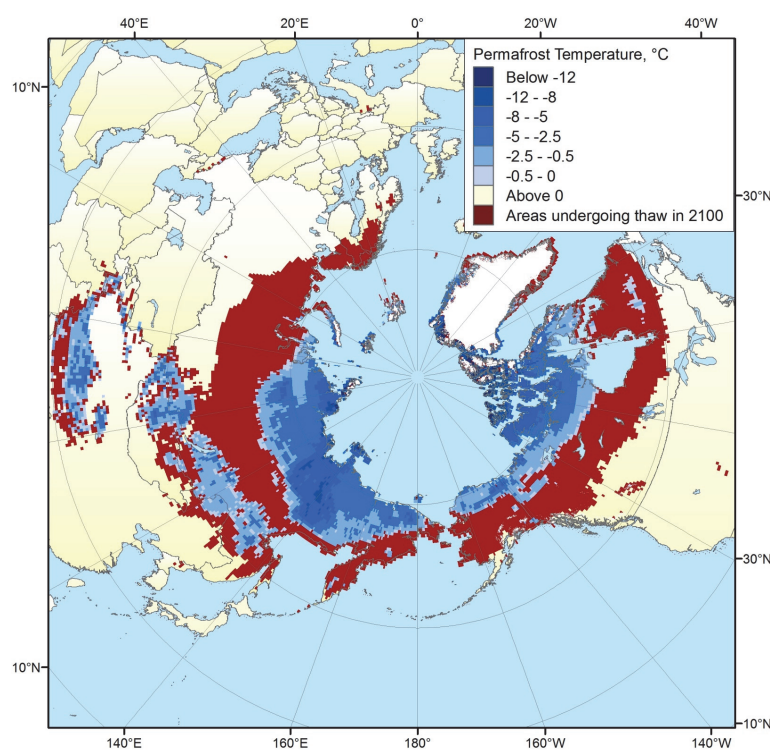 40°E 20°E 0° 20°W 40°W
Permafrost Temperature, °C
Below -12
-12 - -8
-8 - -5
-5 - -2.5
-2.5 - -0.5
-0.5 - 0
Above 0
Areas undergoing thaw in 2100
10°N
30°N
30°N
10°N
10°N
140°E 160°E 180° 160°W 140°W